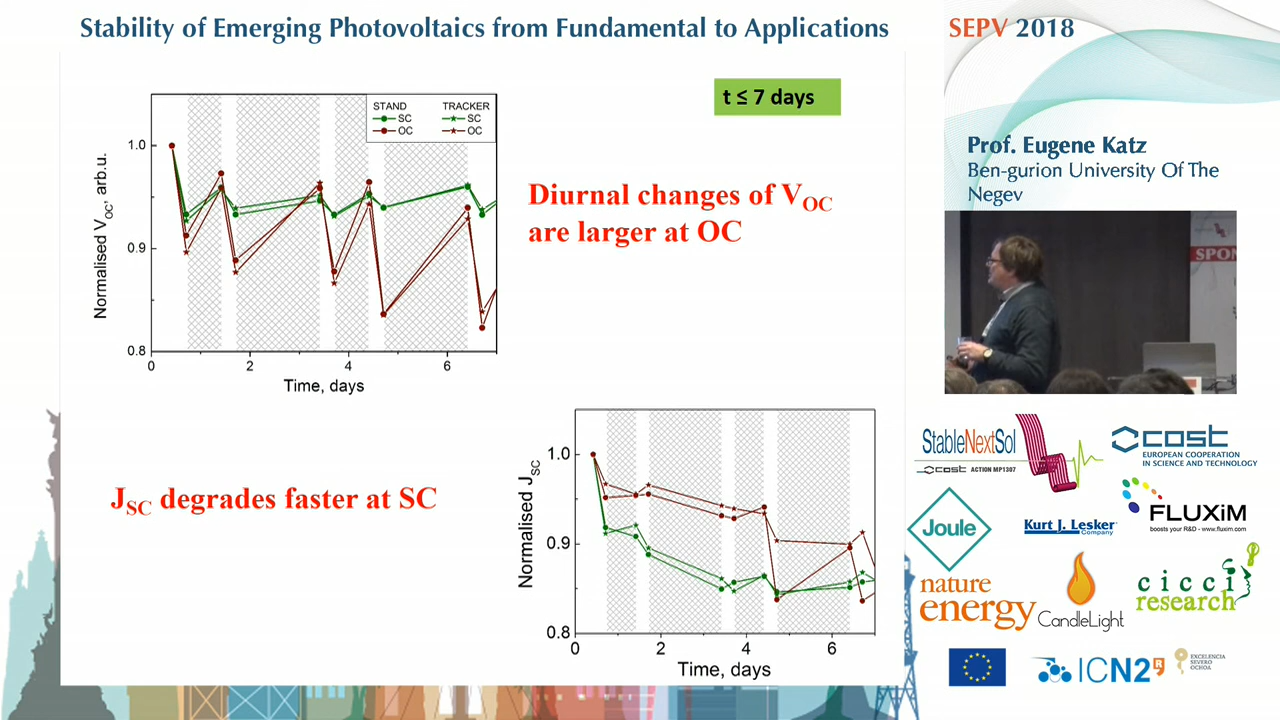 Stability of Emerging Photovoltaics from Fundamental to Applications
SEPV 2018
t ≤ 7 days
STAND TRACKER
SC SC
OC OC
Normalised VOC, arb.u.
1.0
0.9
0.8
0 2 4 6
Time, days
Diurnal changes of VOC
are larger at OC
JSC degrades faster at SC
Normalised JSC
1.0
0.9
0.8
0 2 4 6
Time, days
Prof. Eugene Katz
Ben-gurion University Of The
Negev
SPON
StableNextSol
cost ACTION MP1307
cost
EUROPEAN COOPERATION
IN SCIENCE AND TECHNOLOGY
Joule
Kurt J. Lesker
Company
FLUXiM
boosts your R&D - www.fluxim.com
nature
energy
CandleLight
cicci
research
ICN2
EXCELENCIA
SEVERO
OCHOA